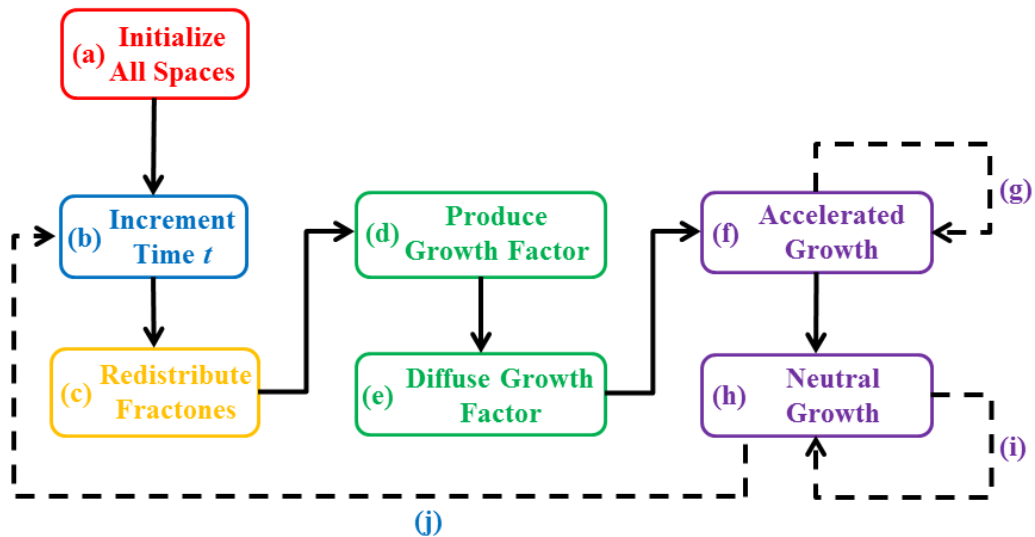 (a) Initialize
All Spaces
(b) Increment
Time t
(c) Redistribute
Fractones
(d) Produce
Growth Factor
(e) Diffuse Growth
Factor
(f) Accelerated
Growth
(g)
(h) Neutral
Growth
(i)
(j)